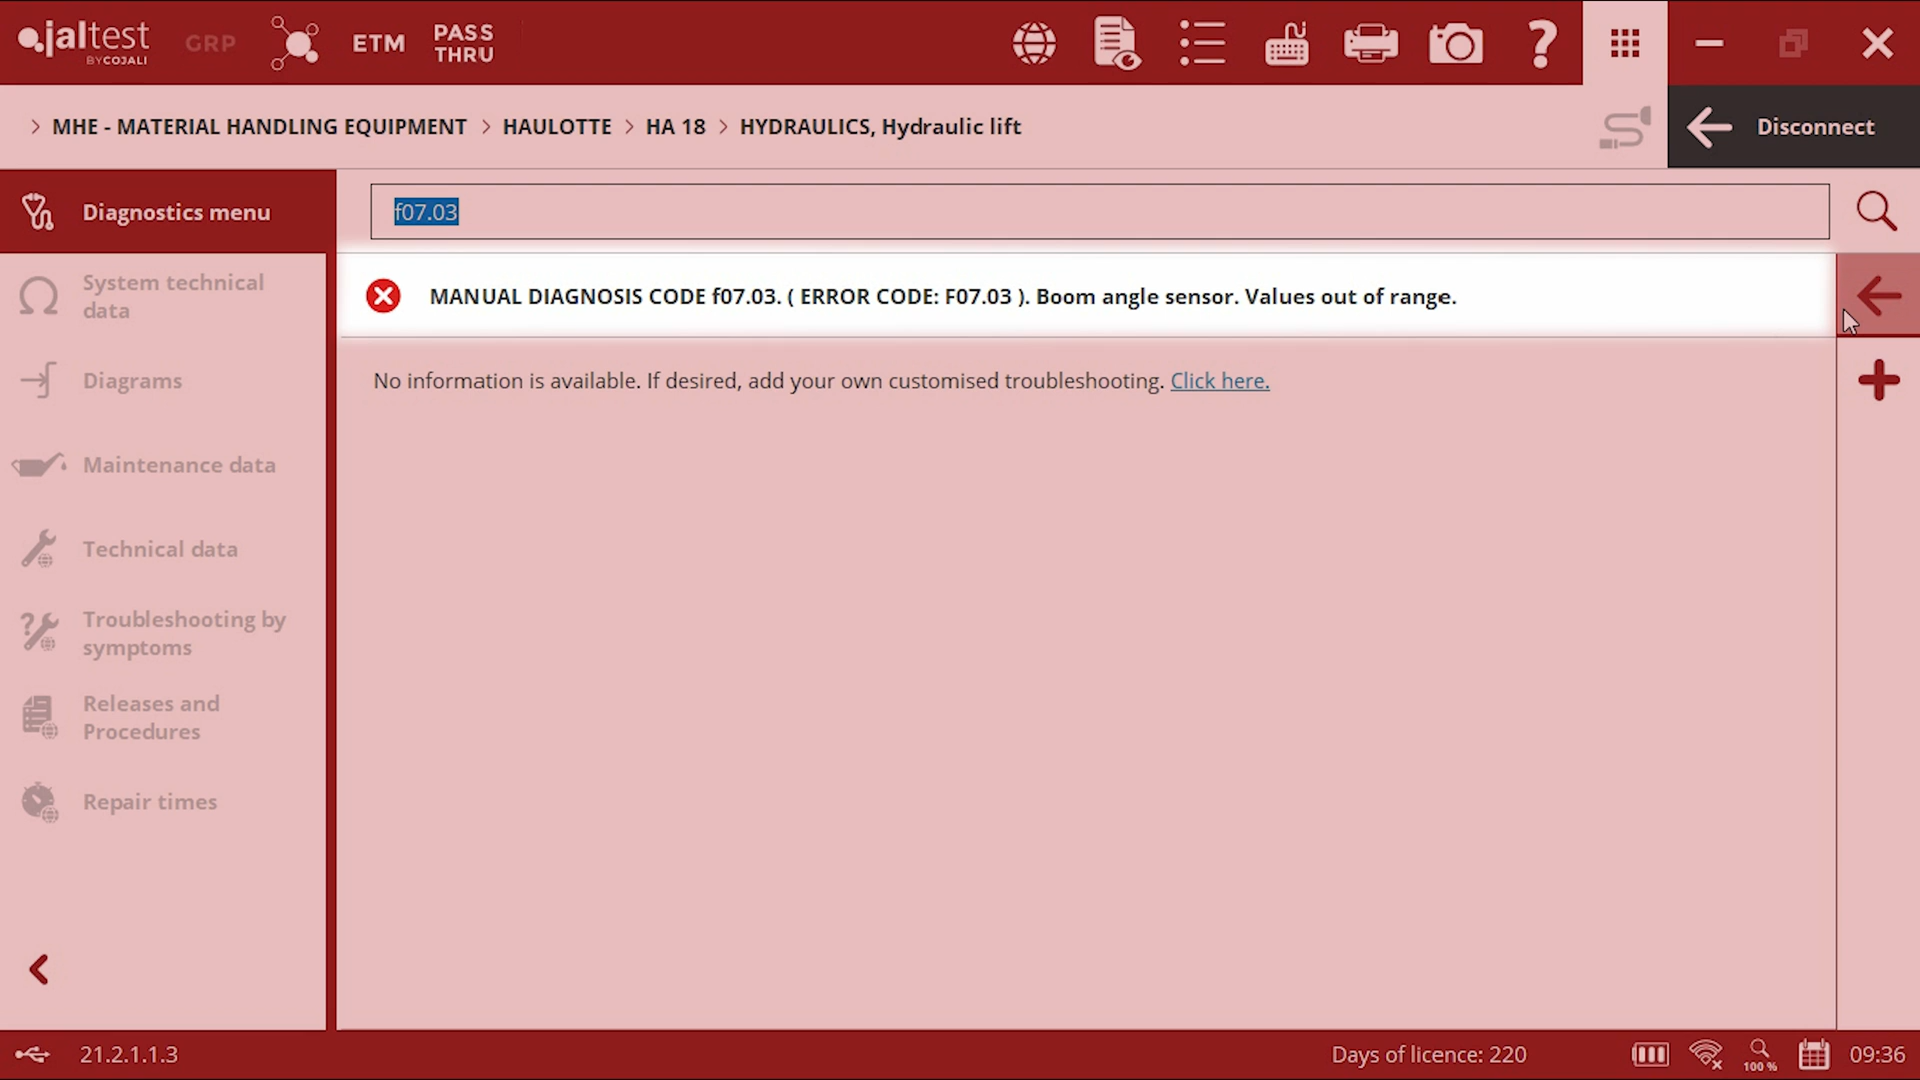 jaltest
BY COJALI
GRP
ETM
PASS
THRU
?
MHE - MATERIAL HANDLING EQUIPMENT > HAULOTTE > HA 18 > HYDRAULICS, Hydraulic lift
Disconnect
Diagnostics menu
f07.03
System technical
data
MANUAL DIAGNOSIS CODE f07.03. ( ERROR CODE: F07.03 ). Boom angle sensor. Values out of range.
Diagrams
No information is available. If desired, add your own customised troubleshooting. Click here.
Maintenance data
Technical data
Troubleshooting by
symptoms
Releases and
Procedures
Repair times
21.2.1.1.3
Days of licence: 220
100 %
09:36